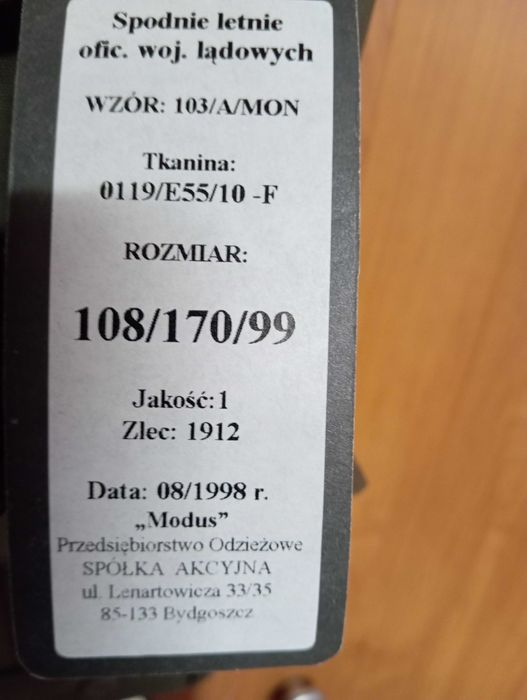 Spodnie letnie
ofic. woj. lądowych
WZÓR: 103/A/MON
Tkanina:
0119/E55/10 -F
ROZMIAR:
108/170/99
Jakość:1
Zlec: 1912
Data: 08/1998 r.
„Modus”
Przedsiębiorstwo Odzieżowe
SPÓŁKA AKCYJNA
ul. Lenartowicza 33/35
85-133 Bydgoszcz